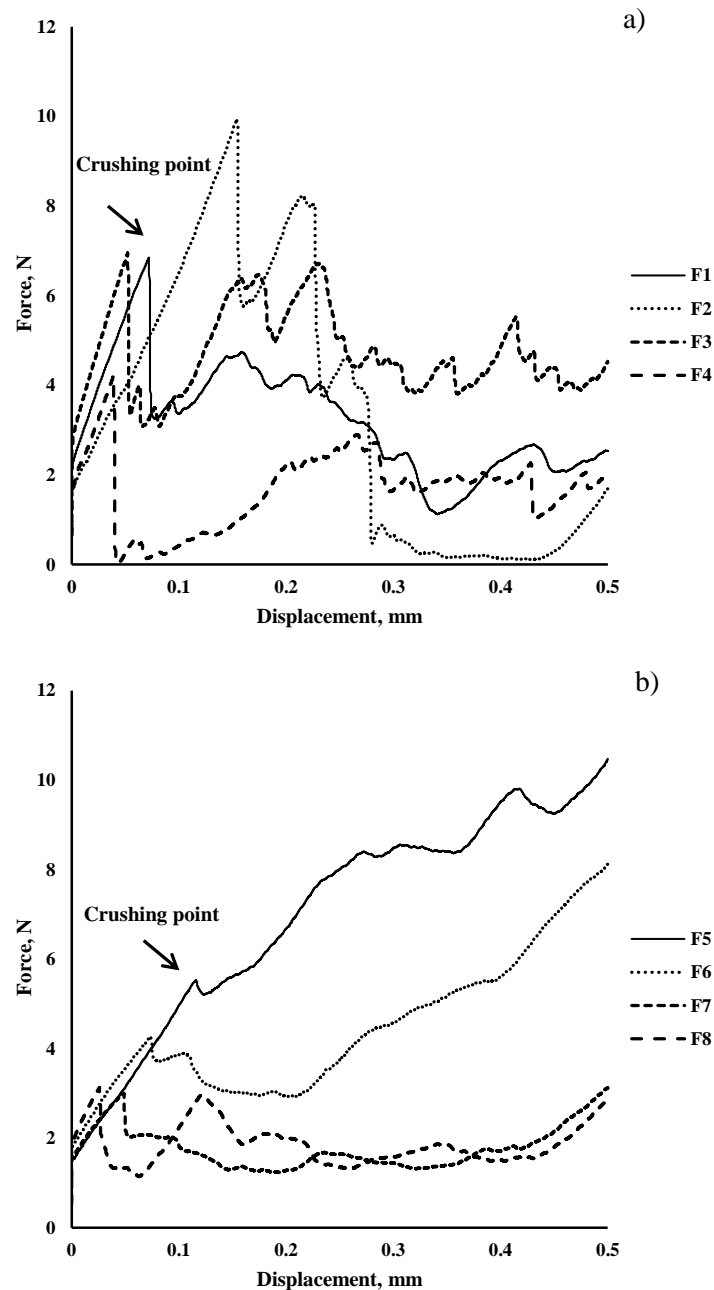 a)
12
10
8
6
4
2
0
Force, N
Crushing point
F1
F2
F3
F4
0 0.1 0.2 0.3 0.4 0.5
Displacement, mm
b)
12
10
8
6
4
2
0
Force, N
Crushing point
F5
F6
F7
F8
0 0.1 0.2 0.3 0.4 0.5
Displacement, mm